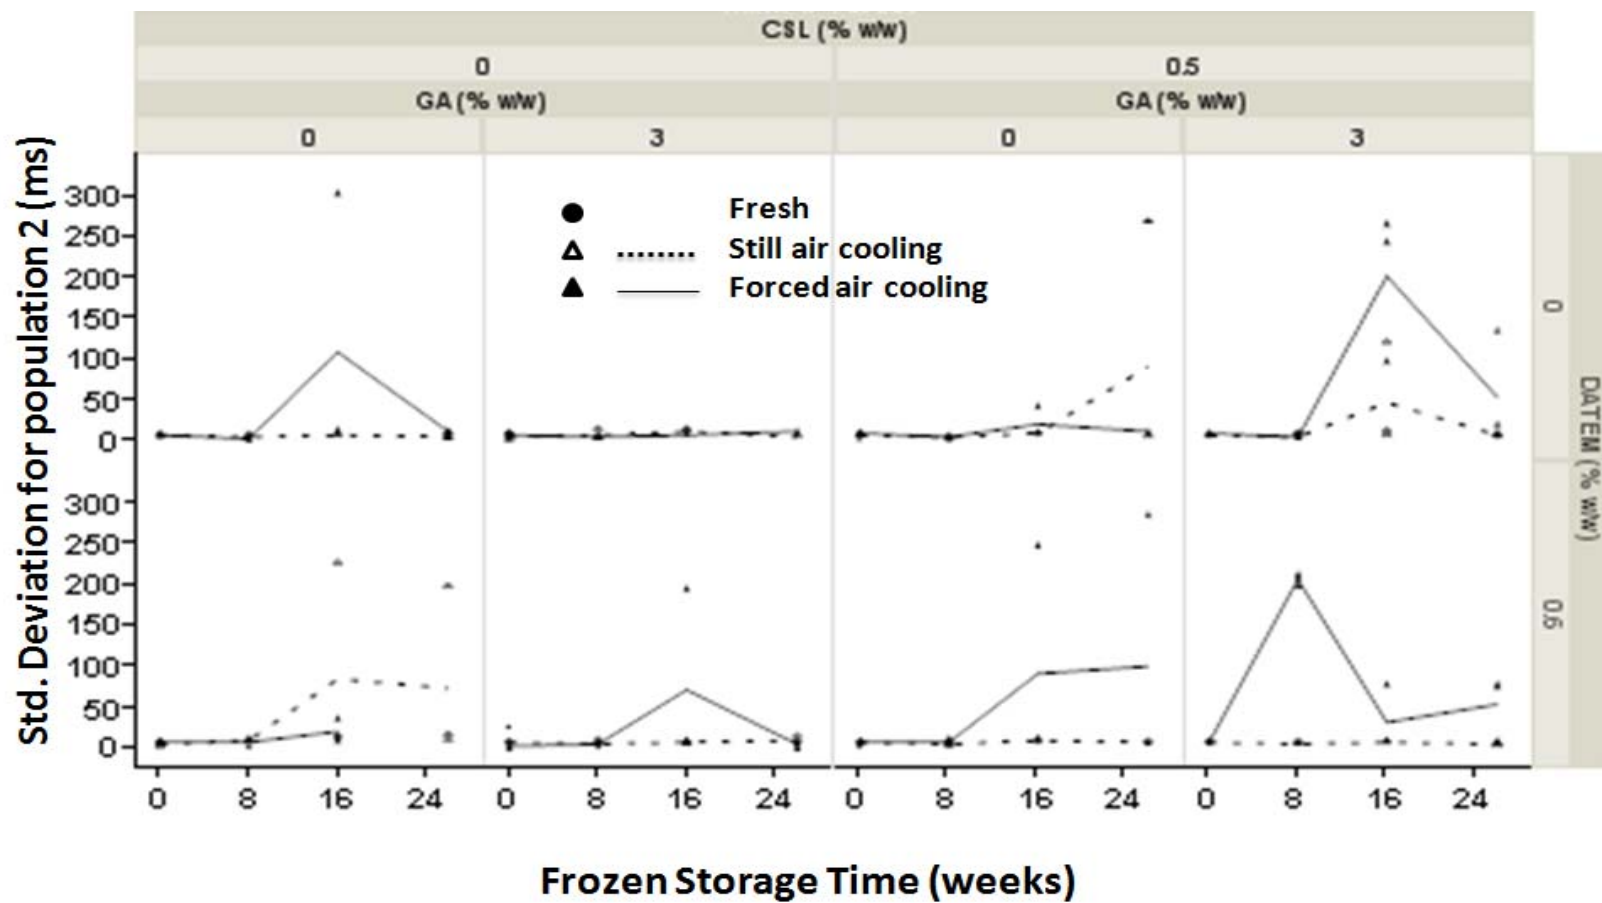 CSL (% w/w)
0 0.5
GA (% w/w) GA (% w/w)
0 3 0 3
Std. Deviation for population 2 (ms)
300
250
200
150
100
50
0
300
250
200
150
100
50
0
Fresh
Still air cooling
Forced air cooling
0
0.6
DATEM (% w/w)
0 8 16 24 0 8 16 24 0 8 16 24 0 8 16 24
Frozen Storage Time (weeks)